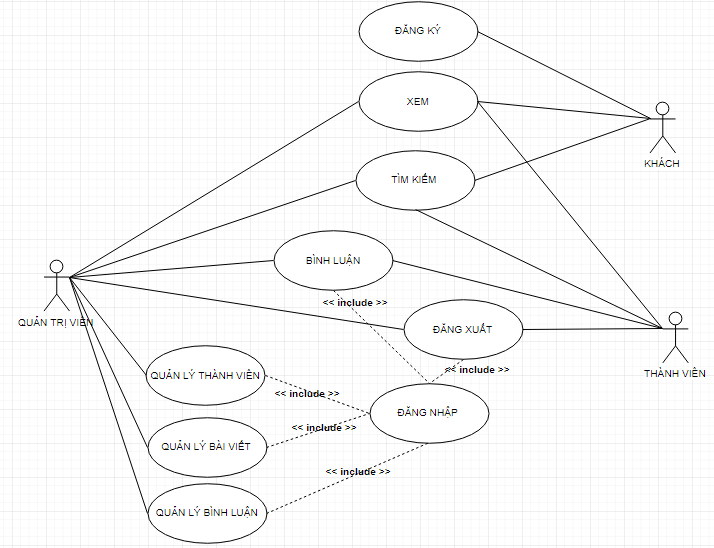 ĐĂNG KÝ
XEM
KHÁCH
TÌM KIẾM
BÌNH LUẬN
<< include >>
QUẢN TRỊ VIÊN
ĐĂNG XUẤT
THÀNH VIÊN
<< include >>
QUẢN LÝ THÀNH VIÊN
<< include >>
ĐĂNG NHẬP
<< include >>
QUẢN LÝ BÀI VIẾT
<< include >>
QUẢN LÝ BÌNH LUẬN